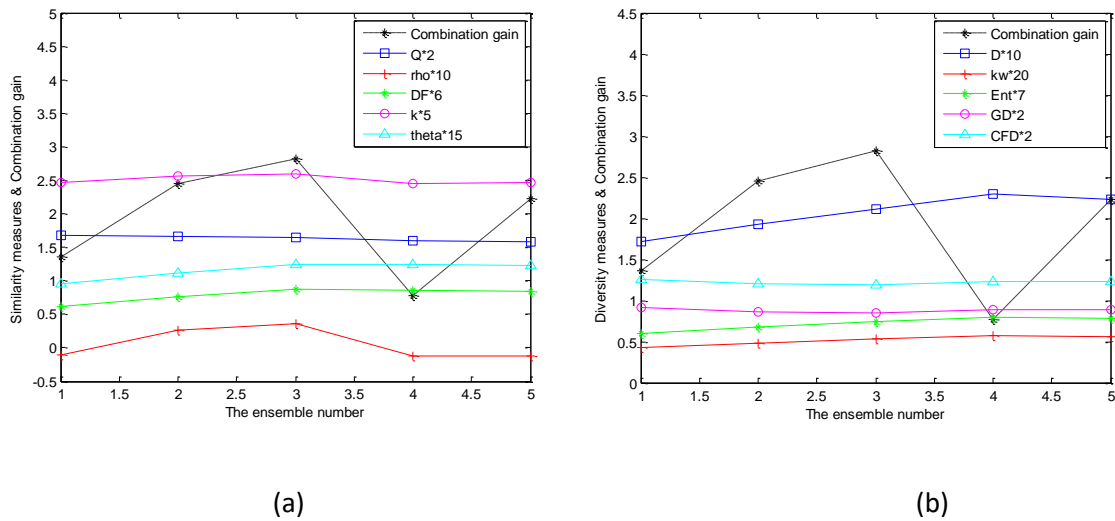 5
4.5
4
3.5
3
2.5
2
1.5
1
0.5
0
-0.5
Similarity measures & Combination gain
Combination gain
Q*2
rho*10
DF*6
k*5
theta*15
1 1.5 2 2.5 3 3.5 4 4.5 5
The ensemble number
(a)
4.5
4
3.5
3
2.5
2
1.5
1
0.5
0
Diversity measures & Combination gain
Combination gain
D*10
kw*20
Ent*7
GD*2
CFD*2
1 1.5 2 2.5 3 3.5 4 4.5 5
The ensemble number
(b)